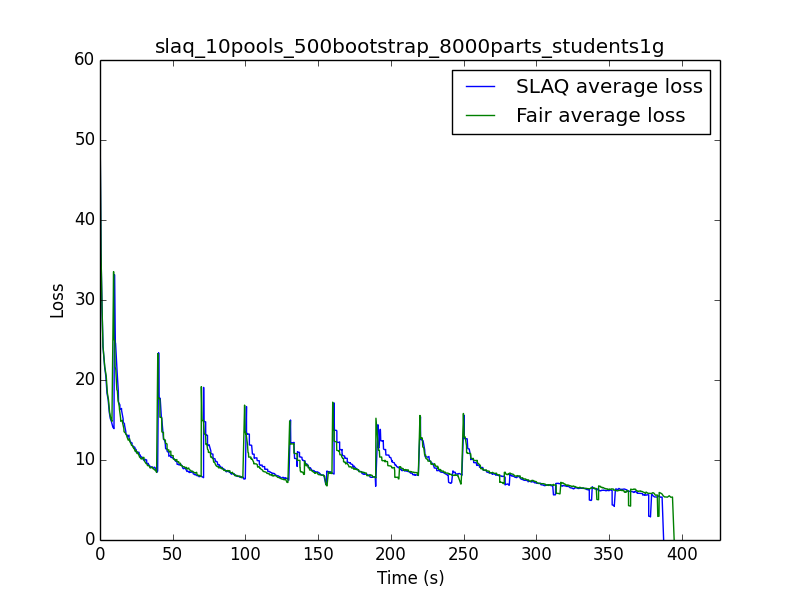 slaq_10pools_500bootstrap_8000parts_students1g
SLAQ average loss
Fair average loss
60
50
40
30
20
10
0
Loss
0 50 100 150 200 250 300 350 400
Time (s)